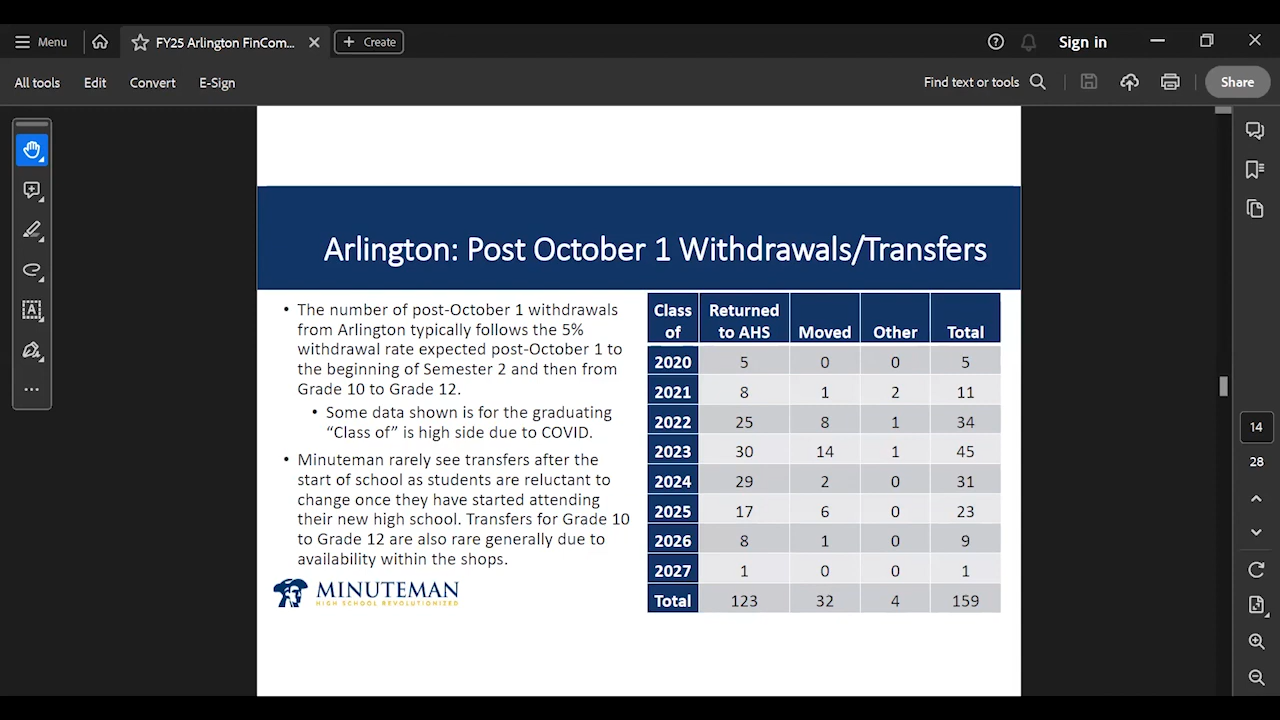 Menu
FY25 Arlington FinCom...
Create
Sign in
All tools
Edit
Convert
E-Sign
Find text or tools
Share
Arlington: Post October 1 Withdrawals/Transfers
• The number of post-October 1 withdrawals
from Arlington typically follows the 5%
withdrawal rate expected post-October 1 to
the beginning of Semester 2 and then from
Grade 10 to Grade 12.
• Some data shown is for the graduating
“Class of” is high side due to COVID.
• Minuteman rarely see transfers after the
start of school as students are reluctant to
change once they have started attending
their new high school. Transfers for Grade 10
to Grade 12 are also rare generally due to
availability within the shops.
MINUTEMAN
HIGH SCHOOL REVOLUTIONIZED
Class of Returned to AHS Moved Other Total
2020 5 0 0 5
2021 8 1 2 11
2022 25 8 1 34
2023 30 14 1 45
2024 29 2 0 31
2025 17 6 0 23
2026 8 1 0 9
2027 1 0 0 1
Total 123 32 4 159
14
28